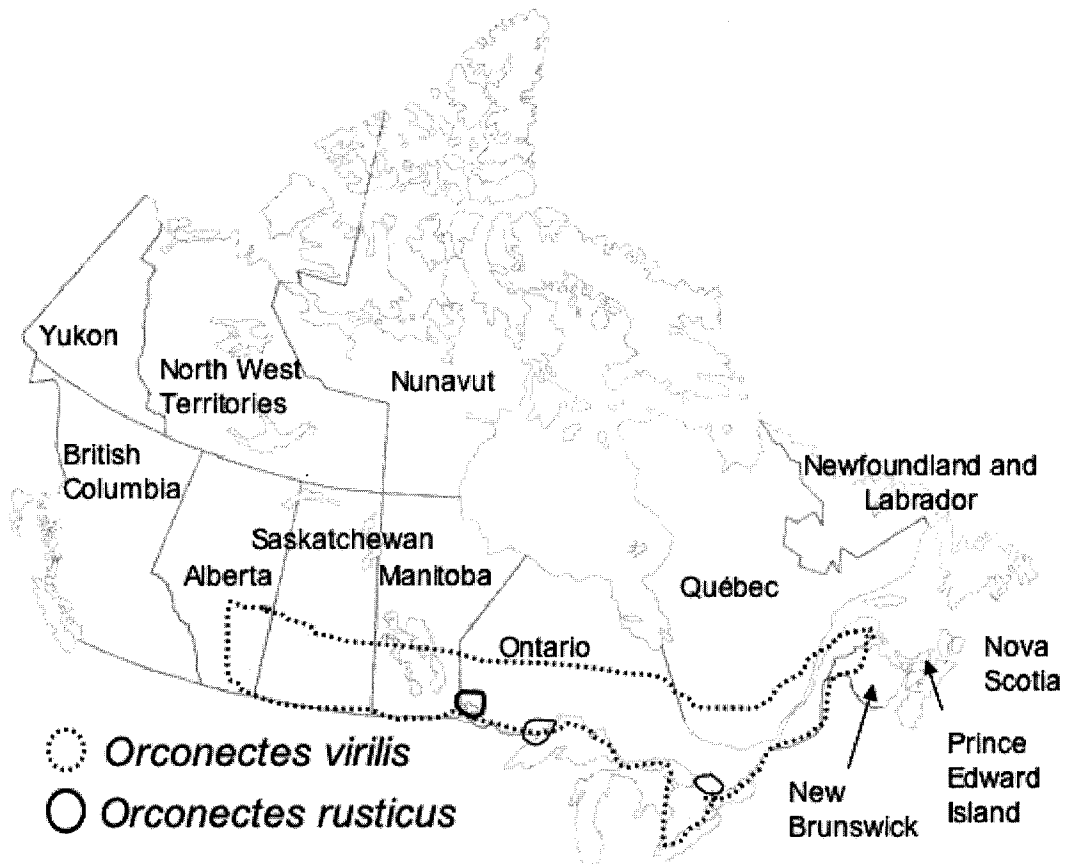 Yukon
North West
Territories
Nunavut
British
Columbia
Newfoundland and
Labrador
Saskatchewan
Alberta
Manitoba
Québec
Ontario
Nova
Scotia
Prince
Edward
Island
New
Brunswick
Orconectes virilis
Orconectes rusticus